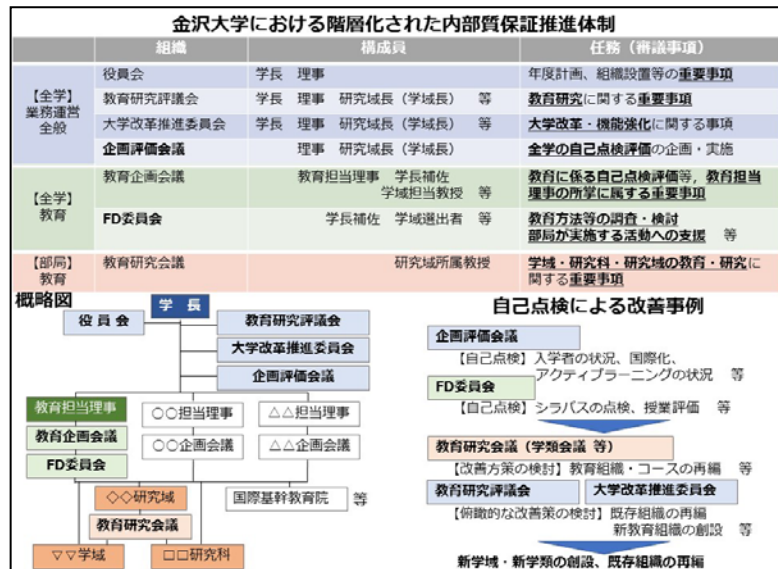 金沢大学における階層化された内部質保証推進体制
組織 構成員 任務（審議事項）
【全学】
業務運営
全般
役員会 学長 理事 年度計画、組織設置等の重要事項
教育研究評議会 学長 理事 研究域長（学域長） 等 教育研究に関する重要事項
大学改革推進委員会 学長 理事 研究域長（学域長） 等 大学改革・機能強化に関する事項
企画評価会議 理事 研究域長（学域長） 全学の自己点検評価の企画・実施
【全学】
教育
教育企画会議 教育担当理事 学長補佐 教育に係る自己点検評価等，教育担当
学域担当教授 等 理事の所掌に属する重要事項
FD委員会 学長補佐 学域選出者 等 教育方法等の調査・検討
部局が実施する活動への支援 等
【部局】
教育
教育研究会議 研究域所属教授 学域・研究科・研究域の教育・研究に
関する重要事項
概略図
学 長
役 員 会
教育研究評議会
大学改革推進委員会
企画評価会議
教育担当理事 ○○担当理事 △△担当理事
教育企画会議 ○○企画会議 △△企画会議
FD委員会
◇◇研究域 国際基幹教育院 等
教育研究会議
▽▽学域 □□研究科
自己点検による改善事例
企画評価会議
【自己点検】入学者の状況、国際化、
アクティブラーニングの状況 等
FD委員会
【自己点検】シラバスの点検、授業評価 等
教育研究会議（学類会議 等）
【改善方策の検討】教育組織・コースの再編 等
教育研究評議会 大学改革推進委員会
【俯瞰的な改善策の検討】既存組織の再編
新教育組織の創設 等
新学域・新学類の創設、既存組織の再編